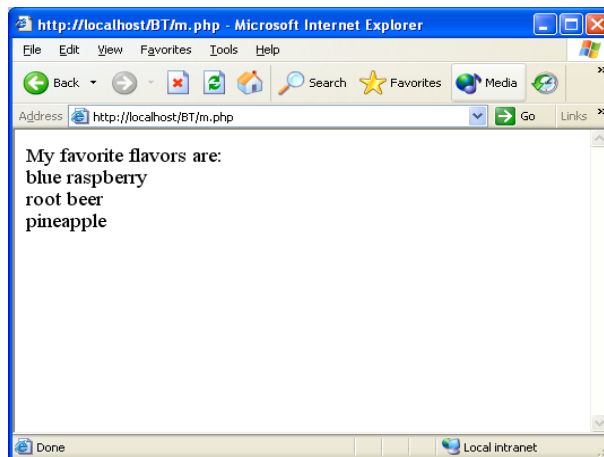 http://localhost/BT/m.php - Microsoft Internet Explorer
File Edit View Favorites Tools Help
Back Search Favorites Media »
Address http://localhost/BT/m.php Go Links »
My favorite flavors are:
blue raspberry
root beer
pineapple
Done Local intranet